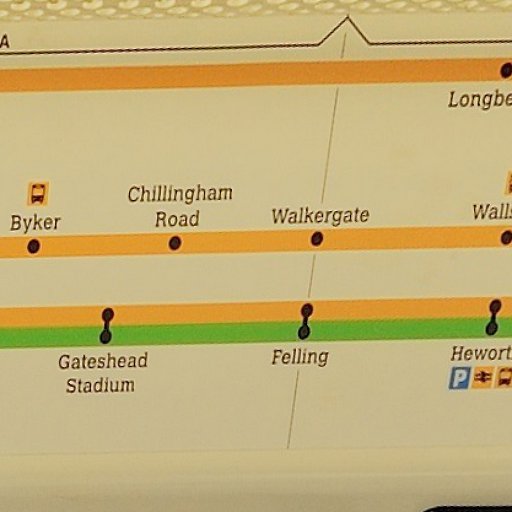 A
Longbe
Chillingham
Road
Byker
Walkergate
Walls
Gateshead
Stadium
Felling
Hewort
P